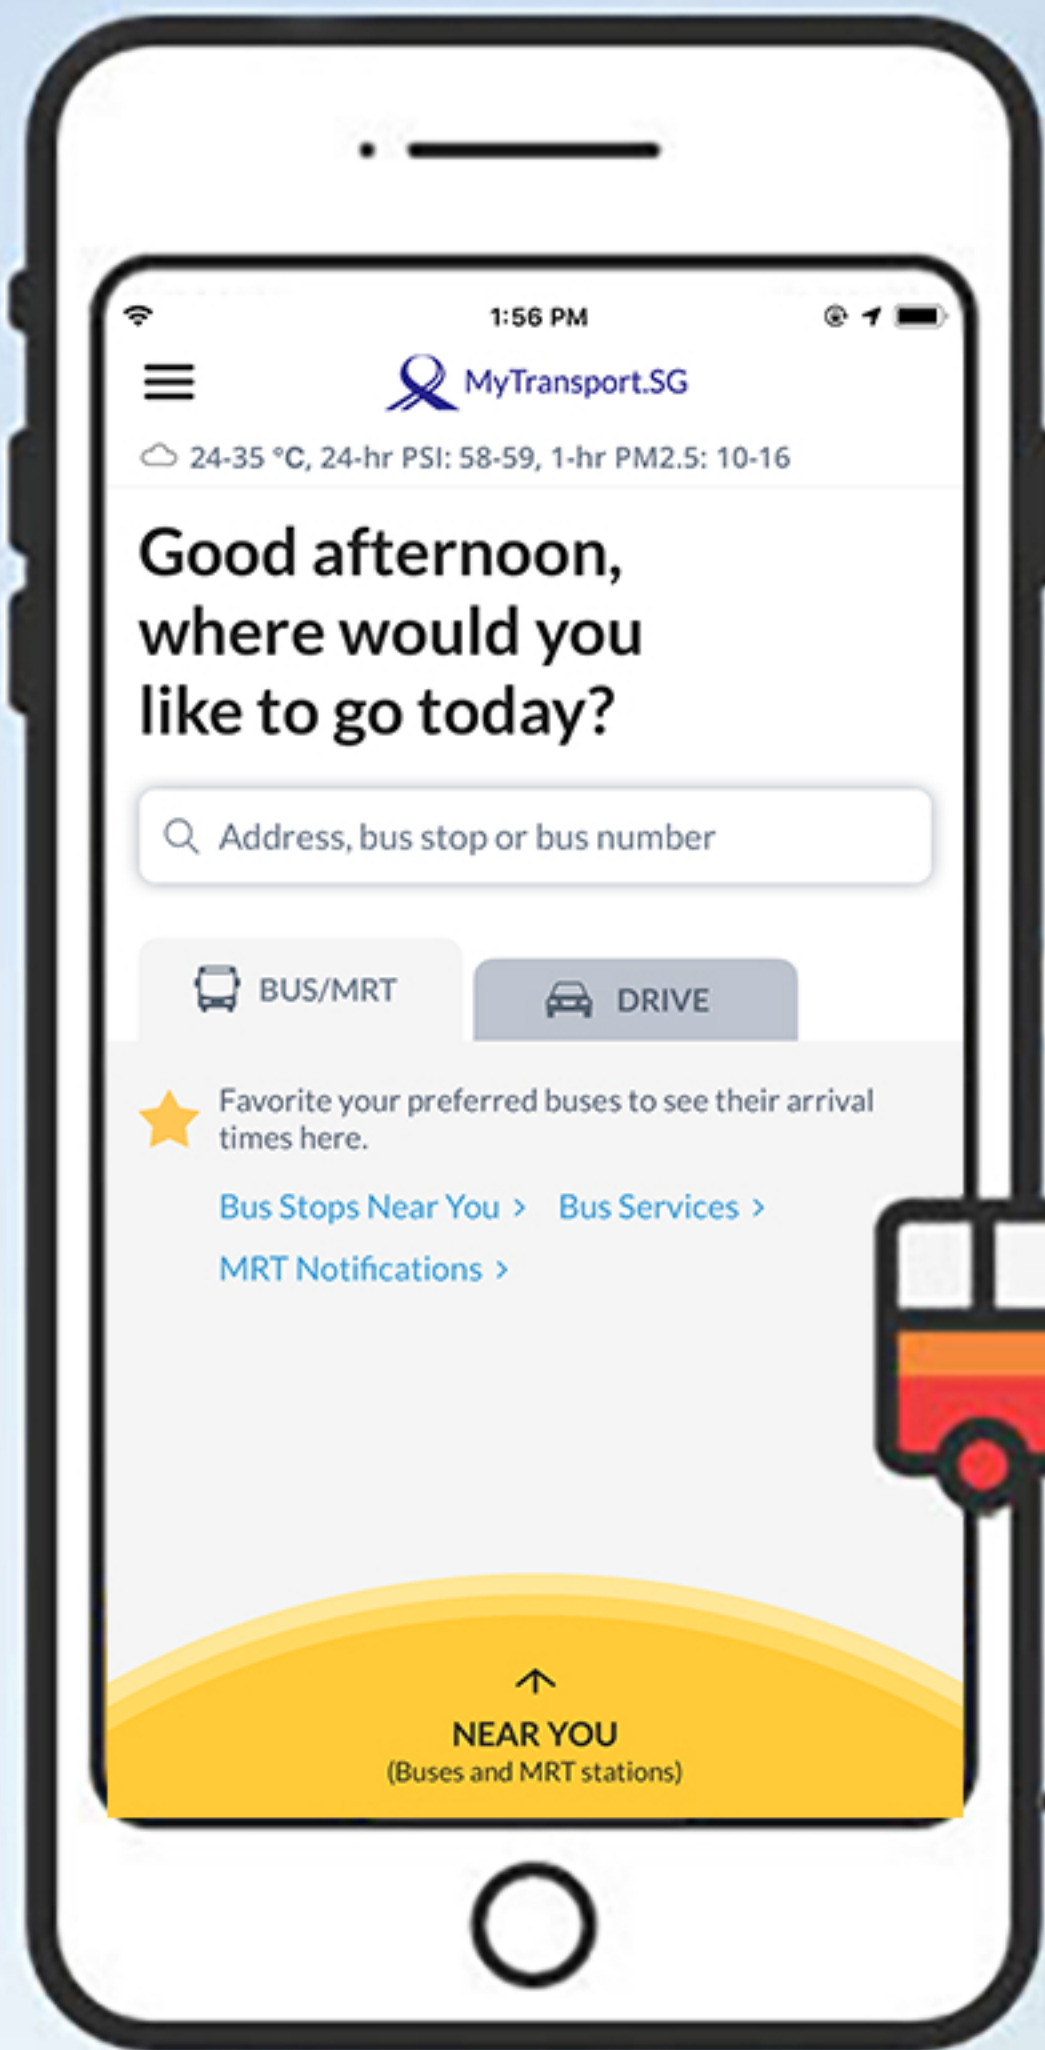 1:56 PM
MyTransport.SG
24-35 °C, 24-hr PSI: 58-59, 1-hr PM2.5: 10-16
Good afternoon,
where would you
like to go today?
Address, bus stop or bus number
BUS/MRT
DRIVE
Favorite your preferred buses to see their arrival
times here.
Bus Stops Near You > Bus Services >
MRT Notifications >
NEAR YOU
(Buses and MRT stations)